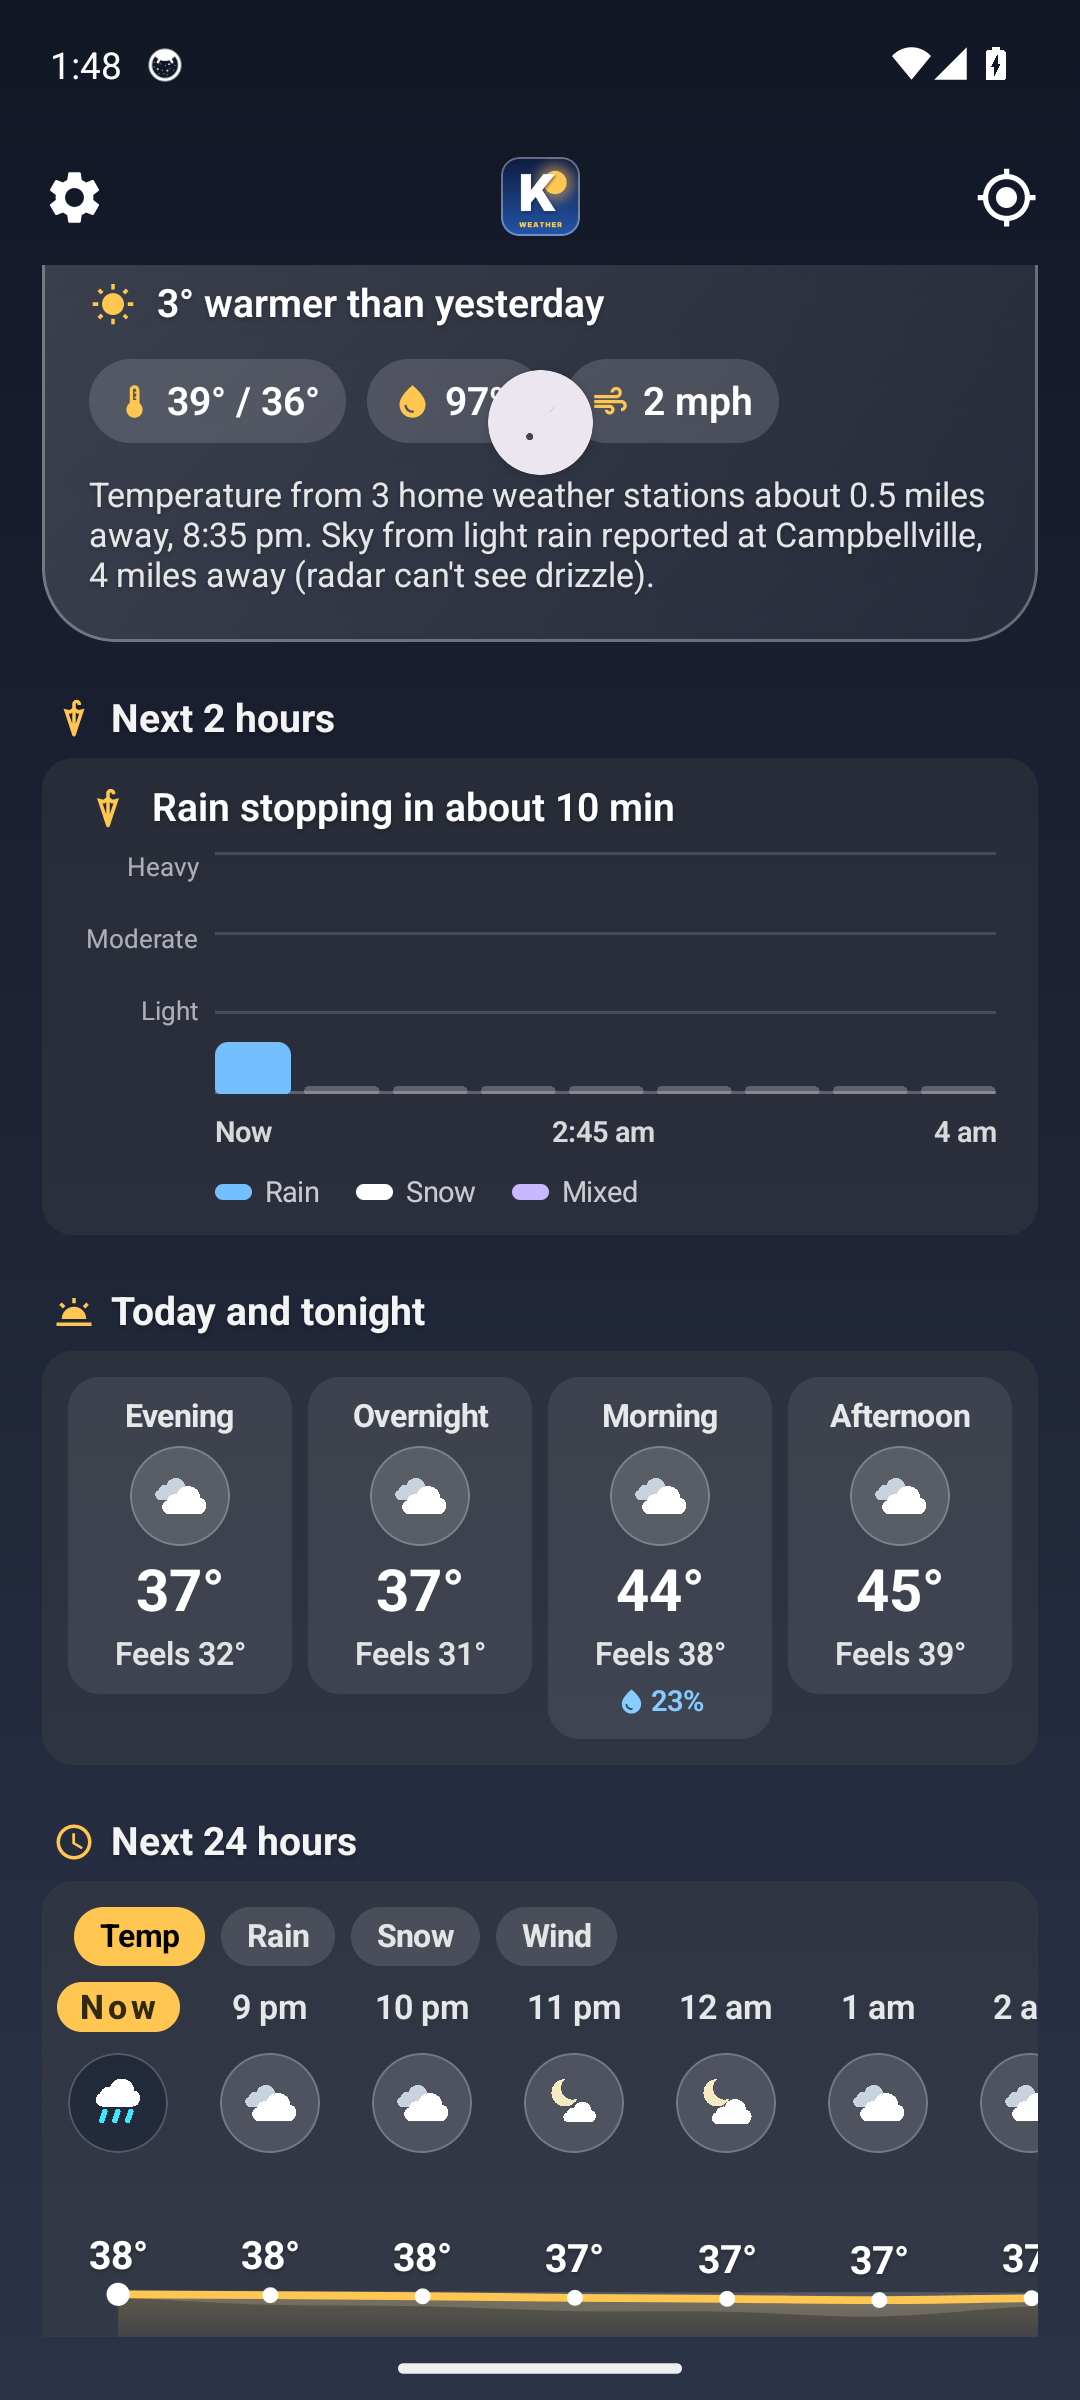 1:48
K
WEATHER
3° warmer than yesterday
39° / 36°
2 mph
Temperature from 3 home weather stations about 0.5 miles
away, 8:35 pm. Sky from light rain reported at Campbellville,
4 miles away (radar can't see drizzle).
Next 2 hours
Rain stopping in about 10 min
Heavy
Moderate
Light
Now 2:45 am 4 am
Rain Snow Mixed
Today and tonight
Evening Overnight Morning Afternoon
37° 37° 44° 45°
Feels 32° Feels 31° Feels 38° Feels 39°
23%
Next 24 hours
Temp Rain Snow Wind
Now 9 pm 10 pm 11 pm 12 am 1 am
38° 38° 38° 37° 37° 37°